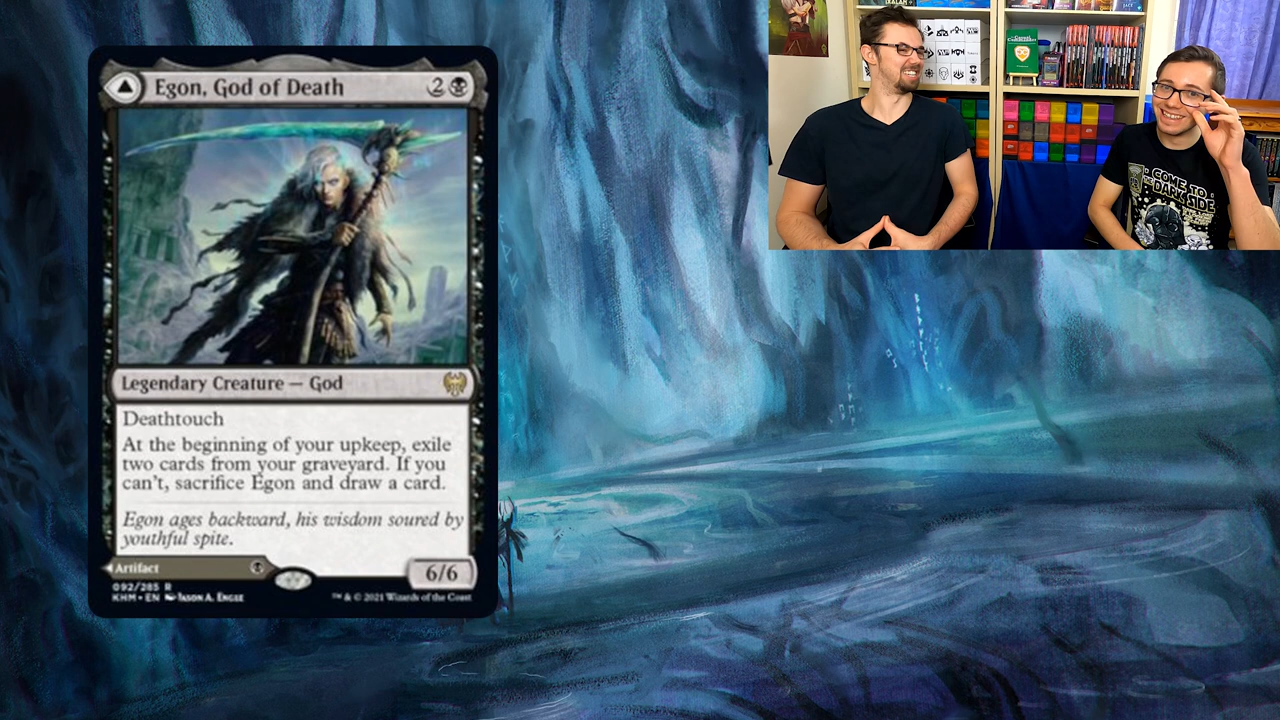 Egon, God of Death
2
Legendary Creature — God
Deathtouch
At the beginning of your upkeep, exile
two cards from your graveyard. If you
can't, sacrifice Egon and draw a card.
Egon ages backward, his wisdom soured by
youthful spite.
Artifact
6/6
092/285 R
KHM • EN JASON A. ENGLE
™ & © 2021 Wizards of the Coast
COME TO
THE DARK SIDE